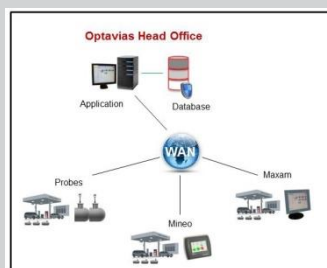 Optavias Head Office
Application
Database
WAN
Probes
Maxam
Mineo